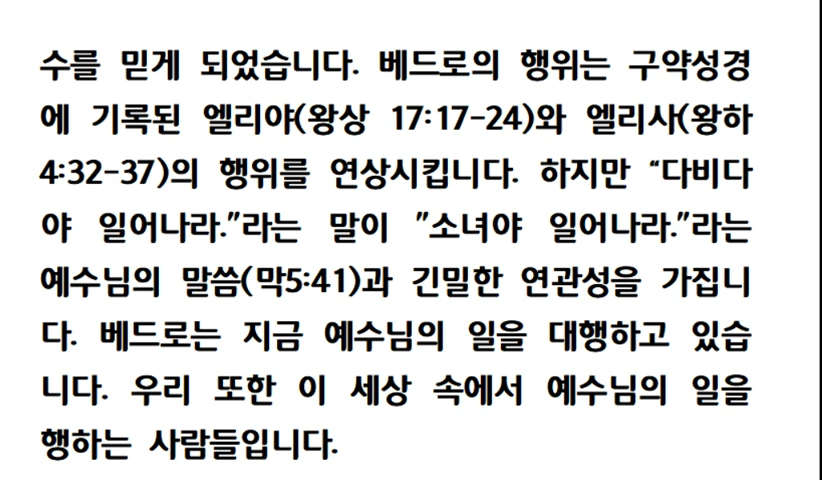 수를 믿게 되었습니다. 베드로의 행위는 구약성경
에 기록된 엘리야(왕상 17:17-24)와 엘리사(왕하
4:32-37)의 행위를 연상시킵니다. 하지만 “다비다
야 일어나라.”라는 말이 ”소녀야 일어나라.”라는
예수님의 말씀(막5:41)과 긴밀한 연관성을 가집니
다. 베드로는 지금 예수님의 일을 대행하고 있습
니다. 우리 또한 이 세상 속에서 예수님의 일을
행하는 사람들입니다.